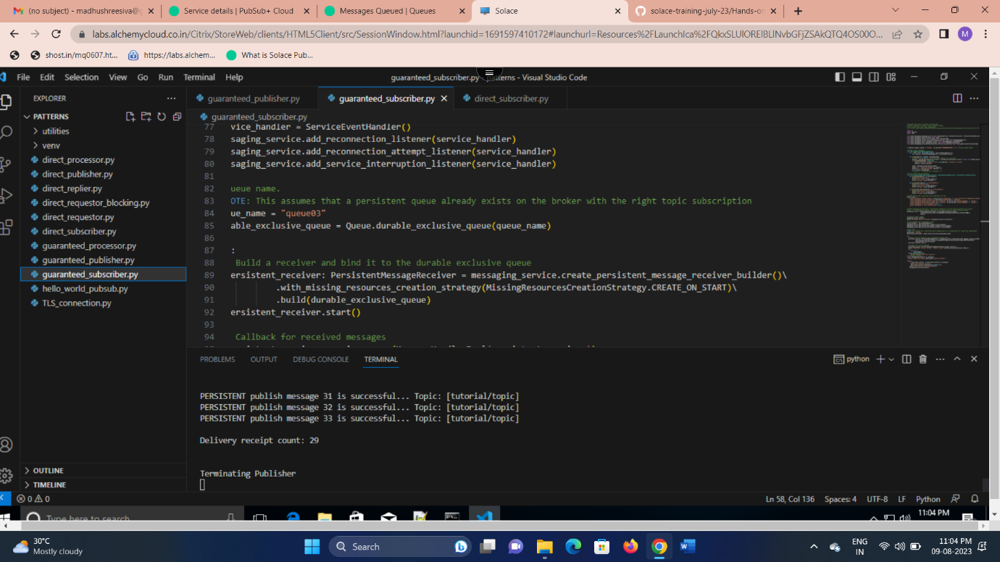 (no subject) - madhushreesiva@g
Service details | PubSub+ Cloud
Messages Queued | Queues
Solace
solace-training-july-23/Hands-on
labs.alchemycloud.co.in/Citrix/StoreWeb/clients/HTML5Client/src/SessionWindow.html?launchid=1691597410172#launchurl=Resources%2FLaunchIca%2FQkxSLUlORElBLlNvbGFjZSAkQTQ4OS00O...
M
shost.in/mq0607.ht...
https://labs.alchem...
What is Solace Pub...
File Edit Selection View Go Run Terminal Help
guaranteed_subscriber.py - patterns - Visual Studio Code
EXPLORER
PATTERNS
utilities
venv
direct_processor.py
direct_publisher.py
direct_replier.py
direct_requestor_blocking.py
direct_requestor.py
direct_subscriber.py
guaranteed_processor.py
guaranteed_publisher.py
guaranteed_subscriber.py
hello_world_pubsub.py
TLS_connection.py
OUTLINE
TIMELINE
guaranteed_publisher.py
guaranteed_subscriber.py
direct_subscriber.py
guaranteed_subscriber.py
77 vice_handler = ServiceEventHandler()
78 saging_service.add_reconnection_listener(service_handler)
79 saging_service.add_reconnection_attempt_listener(service_handler)
80 saging_service.add_service_interruption_listener(service_handler)
81
82 ueue name.
83 OTE: This assumes that a persistent queue already exists on the broker with the right topic subscription
84 ue_name = "queue03"
85 able_exclusive_queue = Queue.durable_exclusive_queue(queue_name)
86
87 :
88 Build a receiver and bind it to the durable exclusive queue
89 ersistent_receiver: PersistentMessageReceiver = messaging_service.create_persistent_message_receiver_builder()\
90 .with_missing_resources_creation_strategy(MissingResourcesCreationStrategy.CREATE_ON_START)\
91 .build(durable_exclusive_queue)
92 ersistent_receiver.start()
93
94 Callback for received messages
PROBLEMS OUTPUT DEBUG CONSOLE TERMINAL
python
PERSISTENT publish message 31 is successful... Topic: [tutorial/topic]
PERSISTENT publish message 32 is successful... Topic: [tutorial/topic]
PERSISTENT publish message 33 is successful... Topic: [tutorial/topic]
Delivery receipt count: 29
Terminating Publisher
0 0
Ln 58, Col 136 Spaces: 4 UTF-8 LF Python
Type here to search
11:04 PM
30°C
Mostly cloudy
Search
ENG
IN
11:04 PM
09-08-2023